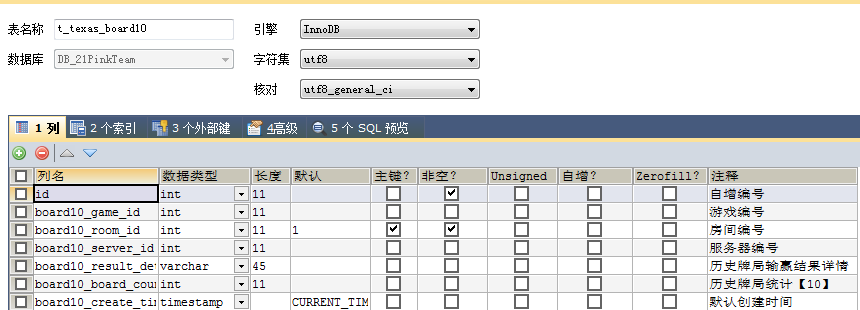 表名称 t_texas_board10 引擎 InnoDB
数据库 DB_21PinkTeam 字符集 utf8
核对 utf8_general_ci
1 列 2 个索引 3 个外部键 4高级 5 个 SQL 预览
列名 数据类型 长度 默认 主键? 非空? Unsigned 自增? Zerofill? 注释
id int 11 自增编号
board10_game_id int 11 游戏编号
board10_room_id int 11 1 房间编号
board10_server_id int 11 服务器编号
board10_result_de varchar 45 历史牌局输赢结果详情
board10_board_cou int 11 历史牌局统计【10】
board10_create_ti timestamp CURRENT_TIM 默认创建时间